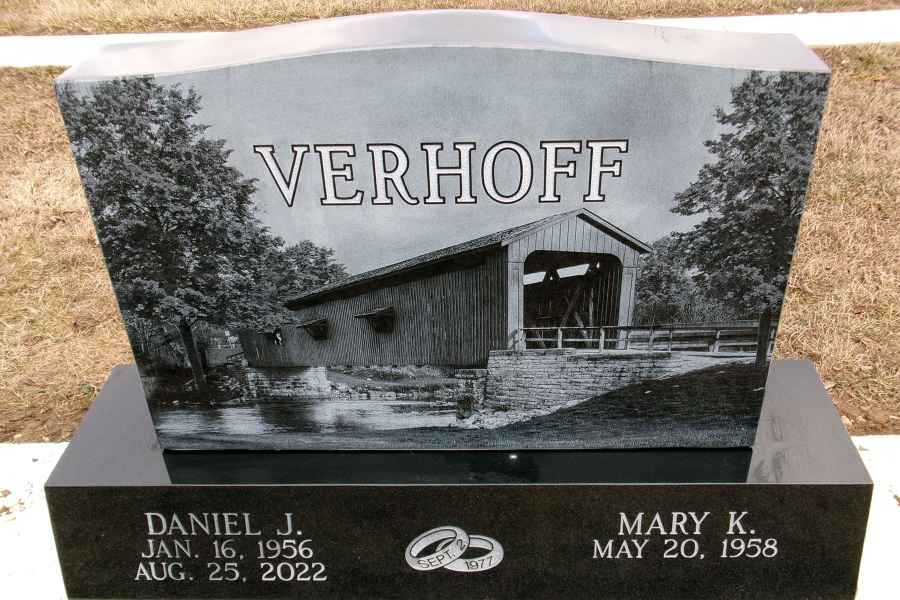 VERHOFF
DANIEL J.
JAN. 16, 1956
AUG. 25, 2022
SEPT. 2
1977
MARY K.
MAY 20, 1958